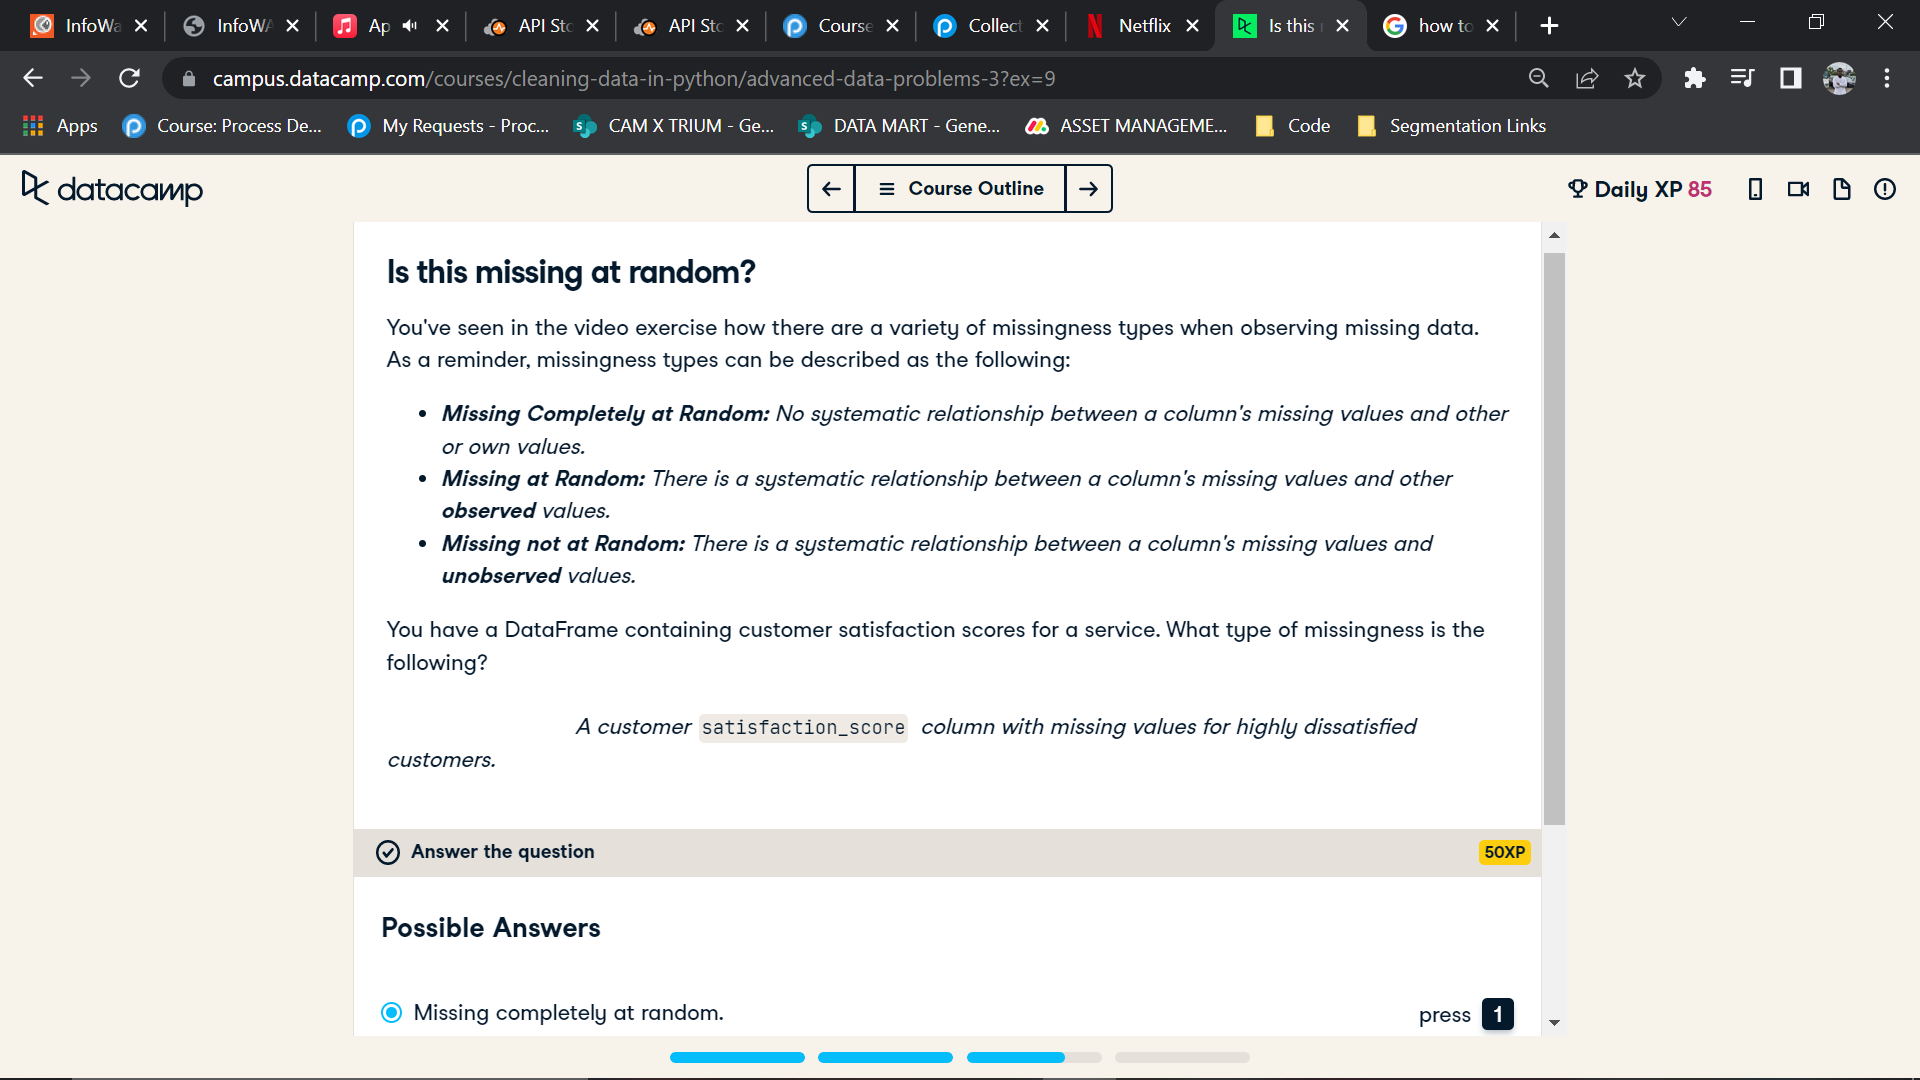 InfoWa
InfoWA
Ap
API Sto
API Sto
Course
Collect
Netflix
Is this
how to
campus.datacamp.com/courses/cleaning-data-in-python/advanced-data-problems-3?ex=9
Apps
Course: Process De...
My Requests - Proc...
CAM X TRIUM - Ge...
DATA MART - Gene...
ASSET MANAGEME...
Code
Segmentation Links
datacamp
Course Outline
Daily XP 85
Is this missing at random?
You've seen in the video exercise how there are a variety of missingness types when observing missing data.
As a reminder, missingness types can be described as the following:
• Missing Completely at Random: No systematic relationship between a column's missing values and other
or own values.
• Missing at Random: There is a systematic relationship between a column's missing values and other
observed values.
• Missing not at Random: There is a systematic relationship between a column's missing values and
unobserved values.
You have a DataFrame containing customer satisfaction scores for a service. What type of missingness is the
following?
A customer satisfaction_score column with missing values for highly dissatisfied
customers.
Answer the question
50XP
Possible Answers
Missing completely at random.
press 1